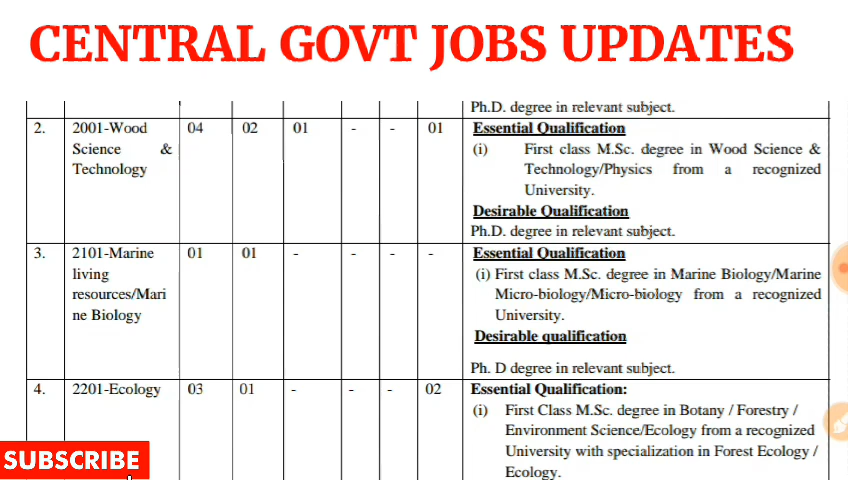 CENTRAL GOVT JOBS UPDATES
Ph.D. degree in relevant subject.
2. 2001-Wood 04 02 01 - - 01 Essential Qualification
Science & (i) First class M.Sc. degree in Wood Science &
Technology Technology/Physics from a recognized
University.
Desirable Qualification
Ph.D. degree in relevant subject.
3. 2101-Marine 01 01 - - - - Essential Qualification
living (i) First class M.Sc. degree in Marine Biology/Marine
resources/Mari Micro-biology/Micro-biology from a recognized
ne Biology University.
Desirable qualification
Ph. D degree in relevant subject.
4. 2201-Ecology 03 01 - - - 02 Essential Qualification:
(i) First Class M.Sc. degree in Botany / Forestry /
Environment Science/Ecology from a recognized
University with specialization in Forest Ecology /
Ecology.
SUBSCRIBE